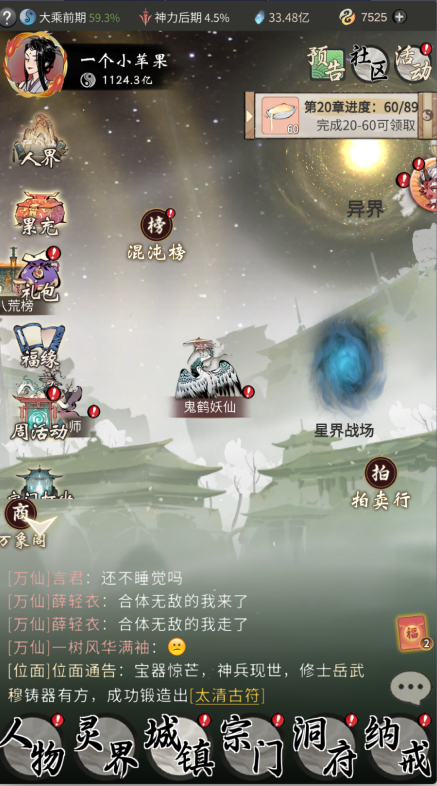 ? 大乘前期 59.3% 神力后期 4.5% 33.48亿 7525 +
一个小苹果
1124.3亿
预告 社区 活动
第20章进度：60/89
完成20-60可领取
60
人界
异界
累充
榜
混沌榜
礼包
八荒榜
福缘
鬼鹤妖仙
周活动
师
星界战场
拍
拍卖行
商
万象阁
[万仙]言君：还不睡觉吗
[万仙]薛轻衣：合体无敌的我来了
[万仙]薛轻衣：合体无敌的我走了
[万仙]一树风华满袖：
[位面]位面通告：宝器惊芒，神兵现世，修士岳武
穆铸器有方，成功锻造出[太清古符]
福
2
人物 灵界 城镇 宗门 洞府 纳戒